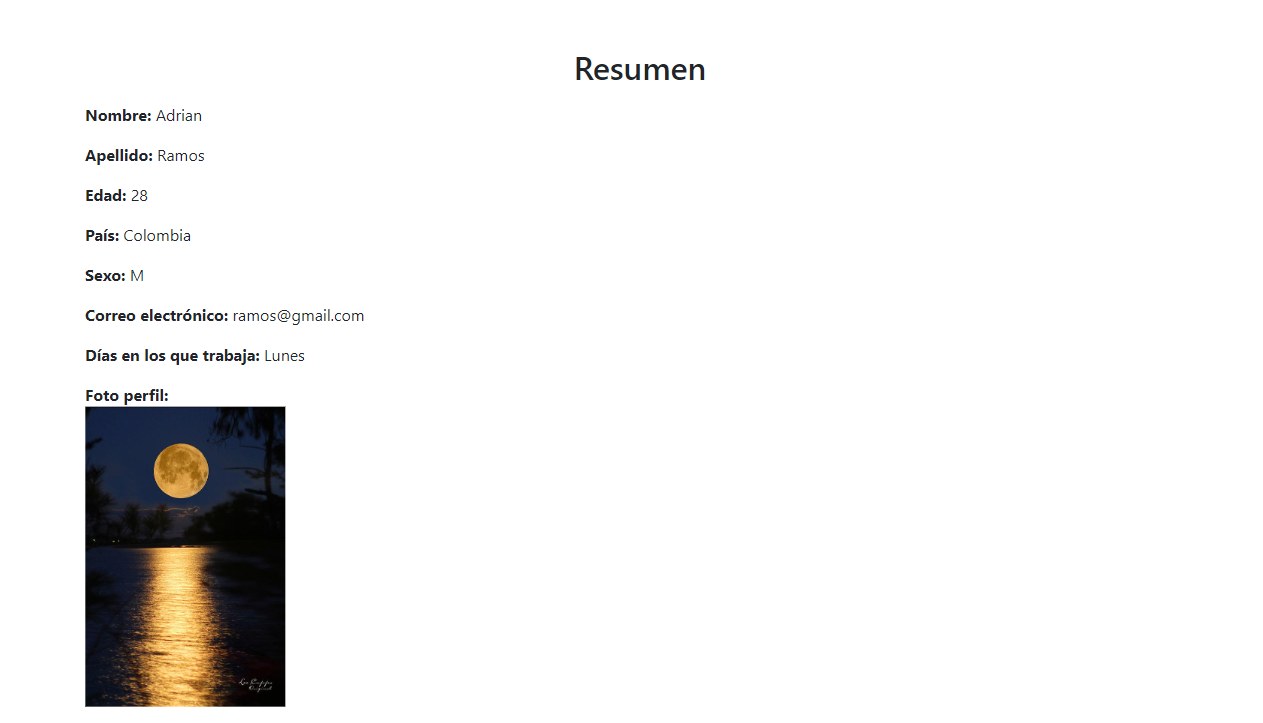 Resumen
Nombre: Adrian
Apellido: Ramos
Edad: 28
País: Colombia
Sexo: M
Correo electrónico: ramos@gmail.com
Días en los que trabaja: Lunes
Foto perfil: